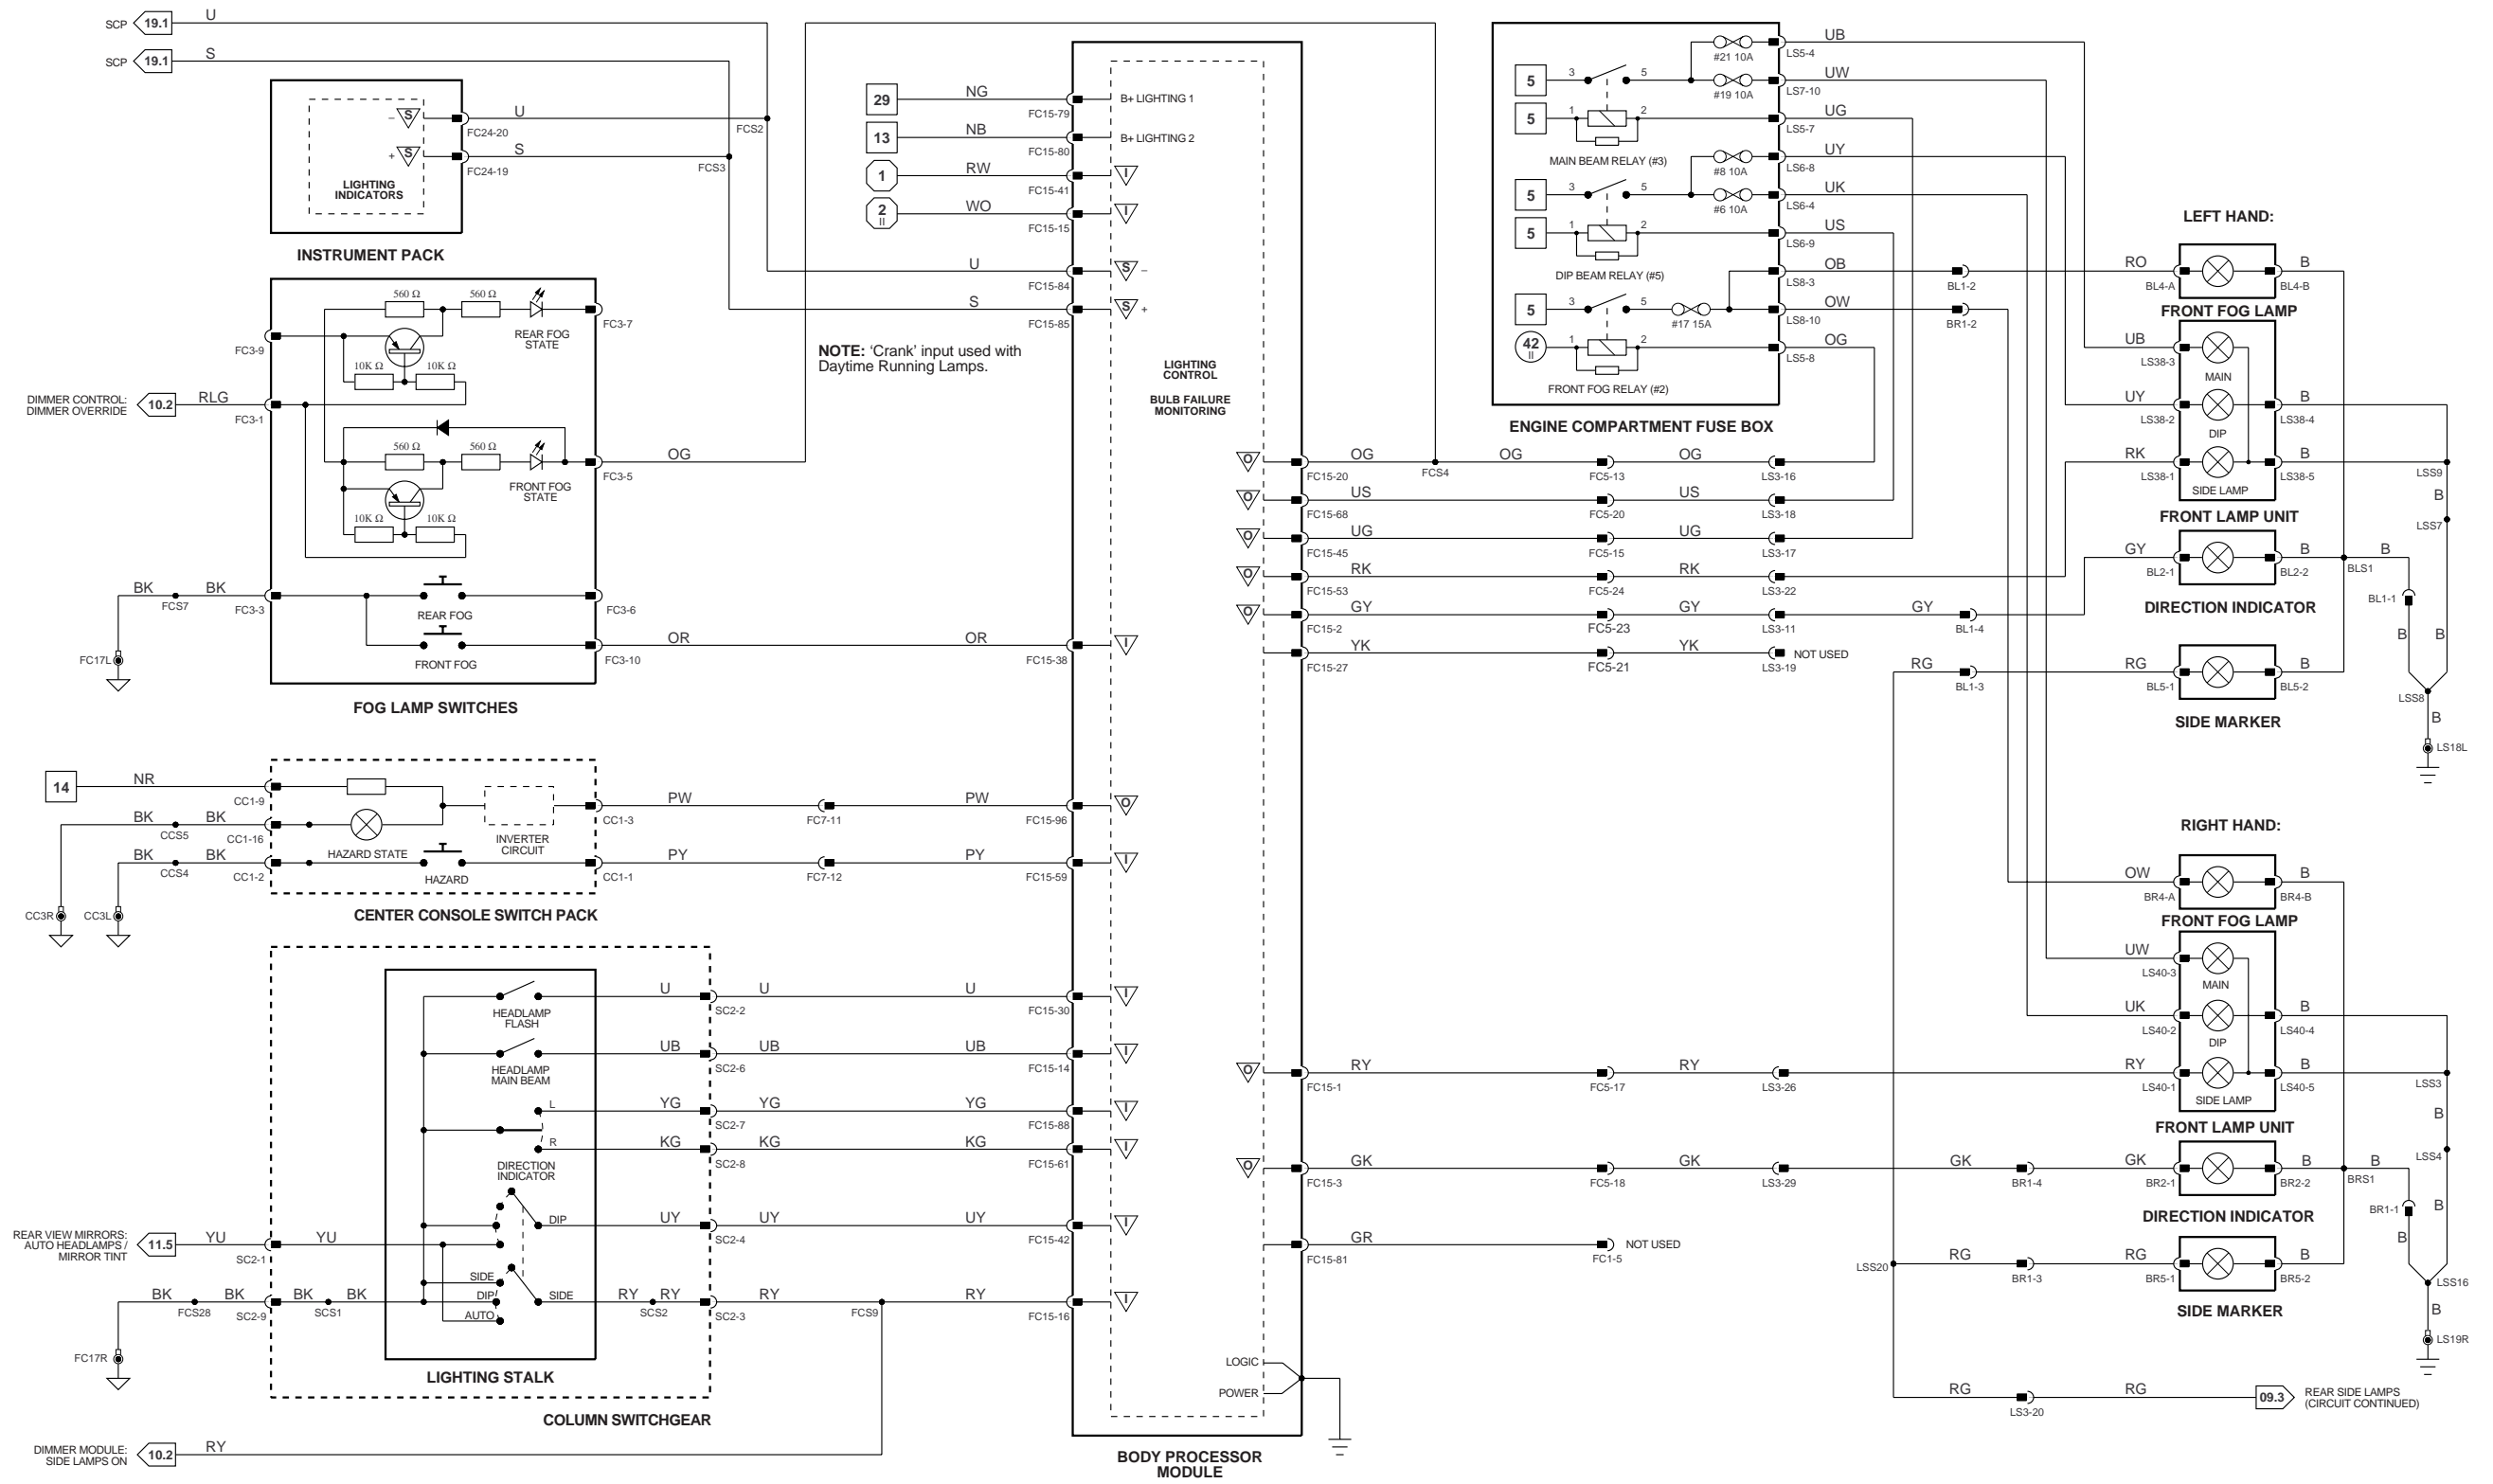 SCP 19.1 U
SCP 19.1 S
− S U
FC24-20
FCS2
+ S S
FC24-19
FCS3
LIGHTING
INDICATORS
INSTRUMENT PACK
560 Ω 560 Ω
REAR FOG
STATE
FC3-7
FC3-9
10K Ω 10K Ω
DIMMER CONTROL:
DIMMER OVERRIDE
10.2 RLG
FC3-1
560 Ω 560 Ω
OG
FC3-5
FRONT FOG
STATE
10K Ω 10K Ω
BK BK
FCS7 FC3-3
REAR FOG
FC3-6
OR OR
FRONT FOG
FC3-10
FC15-38
I
FC17L
FOG LAMP SWITCHES
14 NR
CC1-9
BK BK
CCS5 CC1-16
PW PW
CC1-3 FC7-11 FC15-96
O
INVERTER
CIRCUIT
HAZARD STATE
BK BK
CCS4 CC1-2
HAZARD
PY PY
CC1-1 FC7-12 FC15-59
I
CC3R CC3L
CENTER CONSOLE SWITCH PACK
U U U
SC2-2 FC15-30
I
HEADLAMP
FLASH
UB UB UB
SC2-6 FC15-14
I
HEADLAMP
MAIN BEAM
L YG YG YG
SC2-7 FC15-88
I
R KG KG KG
SC2-8 FC15-61
I
DIRECTION
INDICATOR
DIP UY UY UY
SC2-4 FC15-42
I
REAR VIEW MIRRORS:
AUTO HEADLAMPS /
MIRROR TINT
11.5 YU YU
SC2-1
SIDE
DIP
AUTO
SIDE RY RY RY RY
SCS2 SC2-3 FCS9 FC15-16
I
BK BK BK BK
FCS28 SC2-9 SCS1
FC17R
LIGHTING STALK
COLUMN SWITCHGEAR
DIMMER MODULE:
SIDE LAMPS ON
10.2 RY
29 NG
FC15-79
B+ LIGHTING 1
13 NB
FC15-80
B+ LIGHTING 2
1 RW
FC15-41
I
2
II
WO
FC15-15
I
U
FC15-84
S −
S
FC15-85
S +
NOTE: ‘Crank’ input used with
Daytime Running Lamps.
LIGHTING
CONTROL
BULB FAILURE
MONITORING
O OG OG OG
FC15-20 FCS4 FC5-13 LS3-16
O US US
FC15-68 FC5-20 LS3-18
O UG UG
FC15-45 FC5-15 LS3-17
O RK RK
FC15-53 FC5-24 LS3-22
O GY GY GY
FC15-2 FC5-23 LS3-11 BL1-4
YK YK
FC15-27 FC5-21 LS3-19
NOT USED
O RY RY
FC15-1 FC5-17 LS3-26
O GK GK GK
FC15-3 FC5-18 LS3-29 BR1-4
GR
FC15-81 FC1-5
NOT USED
LOGIC
POWER
BODY PROCESSOR
MODULE
#21 10A
UB
LS5-4
5 3 5
#19 10A
UW
LS7-10
5 1 2
UG
LS5-7
MAIN BEAM RELAY (#3)
#8 10A
UY
LS6-8
5 3 5
#6 10A
UK
LS6-4
5 1 2
US
LS6-9
DIP BEAM RELAY (#5)
OB
LS8-3
BL1-2
5 3 5
#17 15A
OW
LS8-10
BR1-2
42
II
1 2
OG
LS5-8
FRONT FOG RELAY (#2)
ENGINE COMPARTMENT FUSE BOX
LEFT HAND:
RO B
BL4-A BL4-B
FRONT FOG LAMP
UB
LS38-3
MAIN
UY B
LS38-2 LS38-4
DIP
RK B
LS38-1 LS38-5
SIDE LAMP
LSS9
B
LSS7
FRONT LAMP UNIT
GY B B
BL2-1 BL2-2 BLS1
DIRECTION INDICATOR
BL1-1
B B
RG RG B
BL1-3 BL5-1 BL5-2
SIDE MARKER
LSS8
B
LS18L
RIGHT HAND:
OW B
BR4-A BR4-B
FRONT FOG LAMP
UW
LS40-3
MAIN
UK B
LS40-2 LS40-4
DIP
RY B
LS40-1 LS40-5
SIDE LAMP
LSS3
B
LSS4
FRONT LAMP UNIT
GK B B
BR2-1 BR2-2 BRS1
DIRECTION INDICATOR
BR1-1
B B
LSS20
RG RG B
BR1-3 BR5-1 BR5-2
SIDE MARKER
LSS16
B
LS19R
RG RG
LS3-20
09.3
REAR SIDE LAMPS
(CIRCUIT CONTINUED)